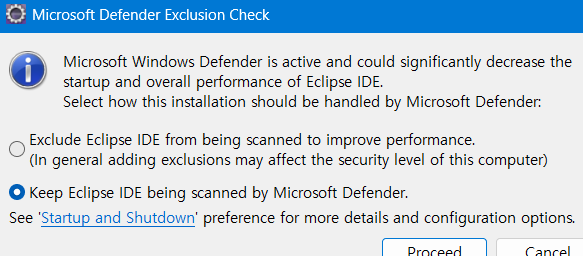 Microsoft Defender Exclusion Check
Microsoft Windows Defender is active and could significantly decrease the
startup and overall performance of Eclipse IDE.
Select how this installation should be handled by Microsoft Defender:
Exclude Eclipse IDE from being scanned to improve performance.
(In general adding exclusions may affect the security level of this computer)
Keep Eclipse IDE being scanned by Microsoft Defender.
See 'Startup and Shutdown' preference for more details and configuration options.
Proceed Cancel